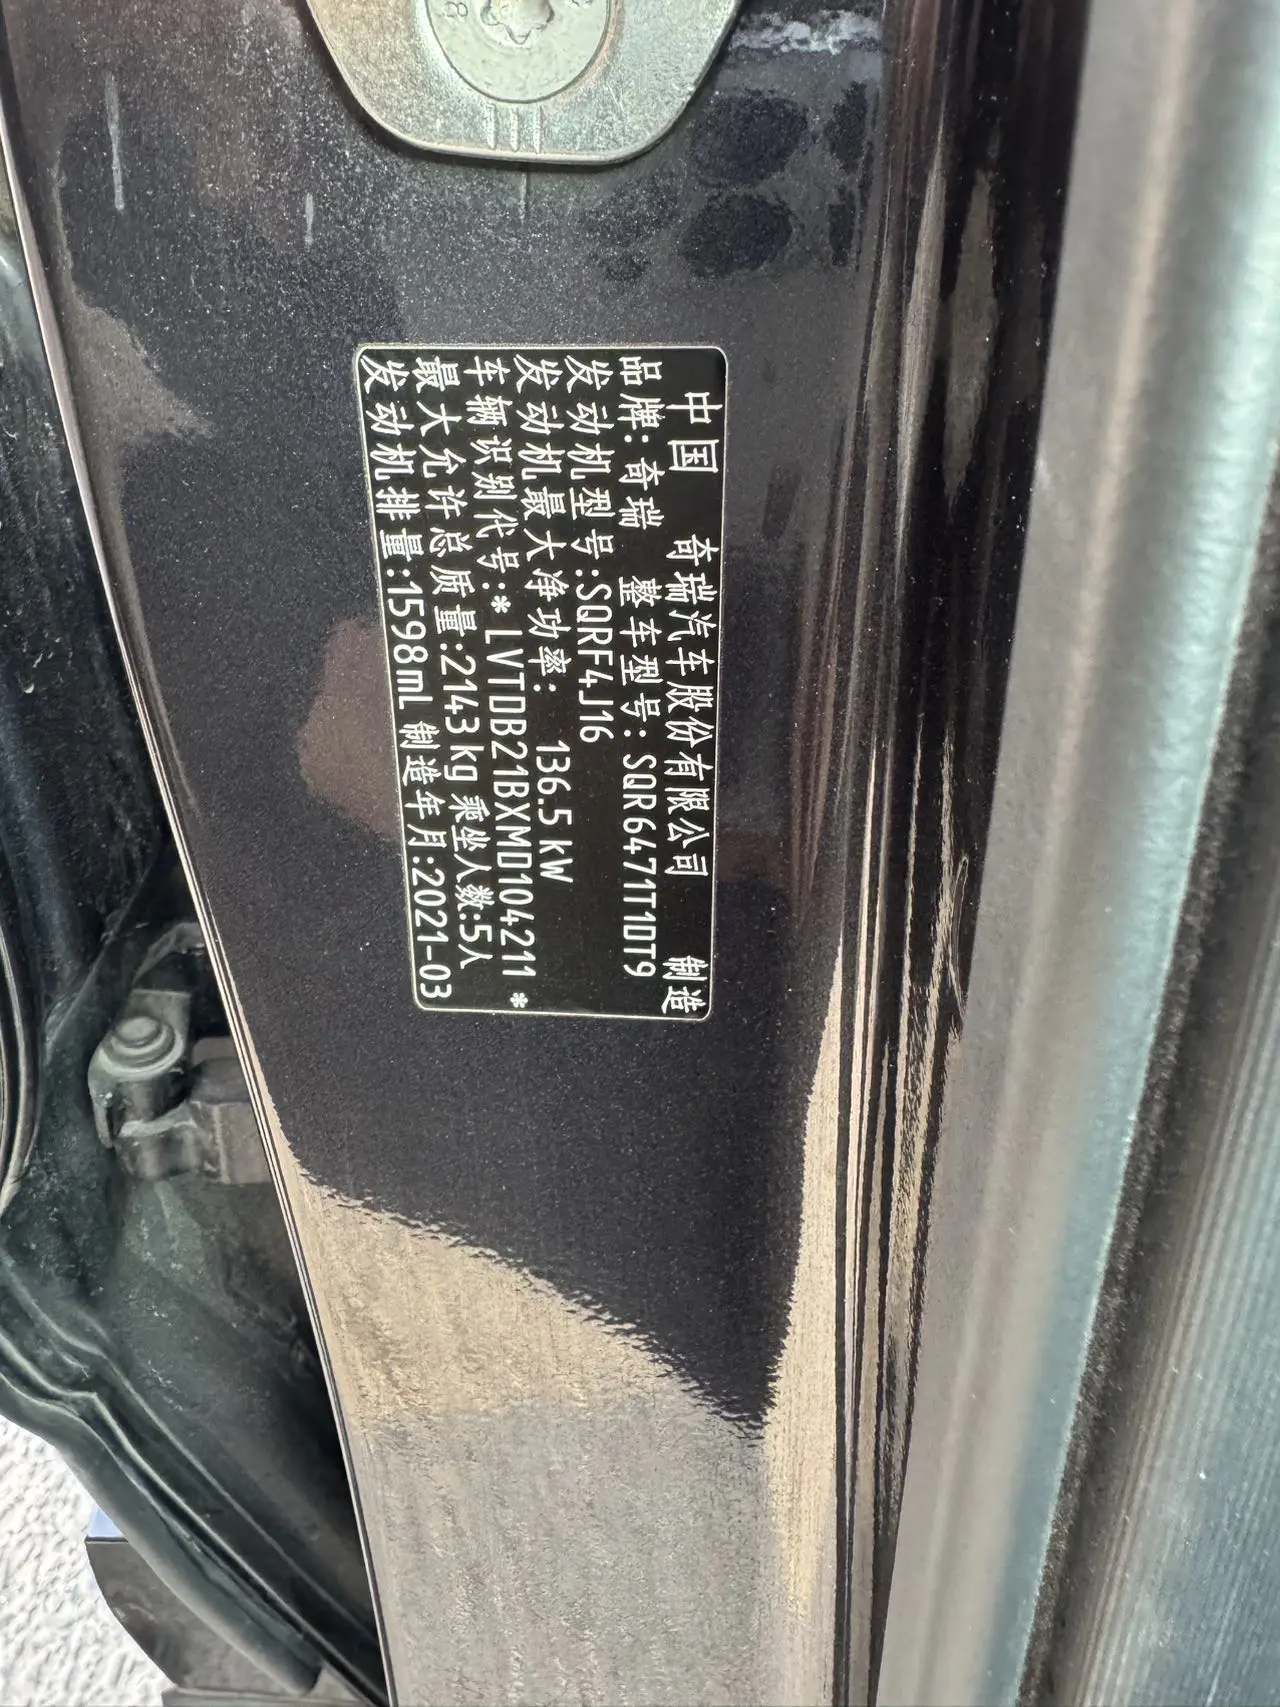 中国 奇瑞汽车股份有限公司 制造
品牌:奇瑞 整车型号:SQR6471T1DT9
发动机型号:SQRF4J16
发动机最大净功率: 136.5 kW
车辆识别代号:*LVTDB21BXMD104211*
最大允许总质量:2143kg 乘坐人数:5人
发动机排量:1598mL 制造年月:2021-03
8